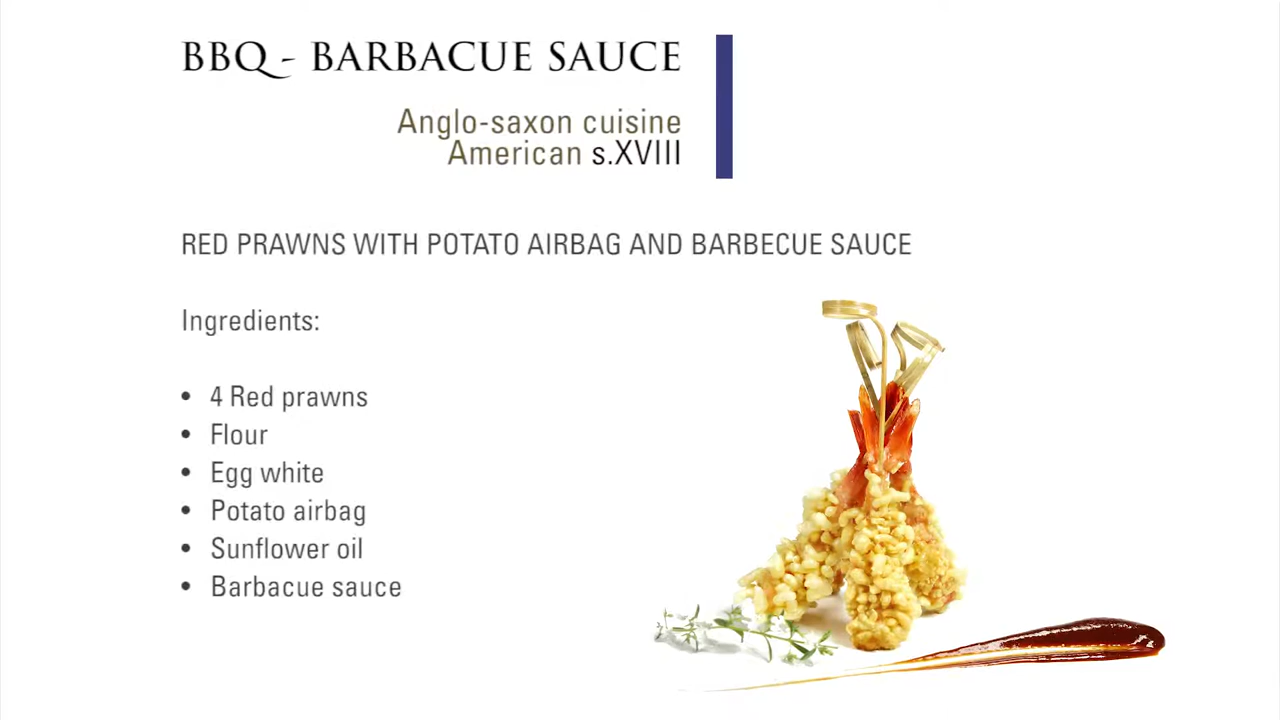 BBQ - BARBACUE SAUCE
Anglo-saxon cuisine
American s.XVIII
RED PRAWNS WITH POTATO AIRBAG AND BARBECUE SAUCE
Ingredients:
• 4 Red prawns
• Flour
• Egg white
• Potato airbag
• Sunflower oil
• Barbacue sauce